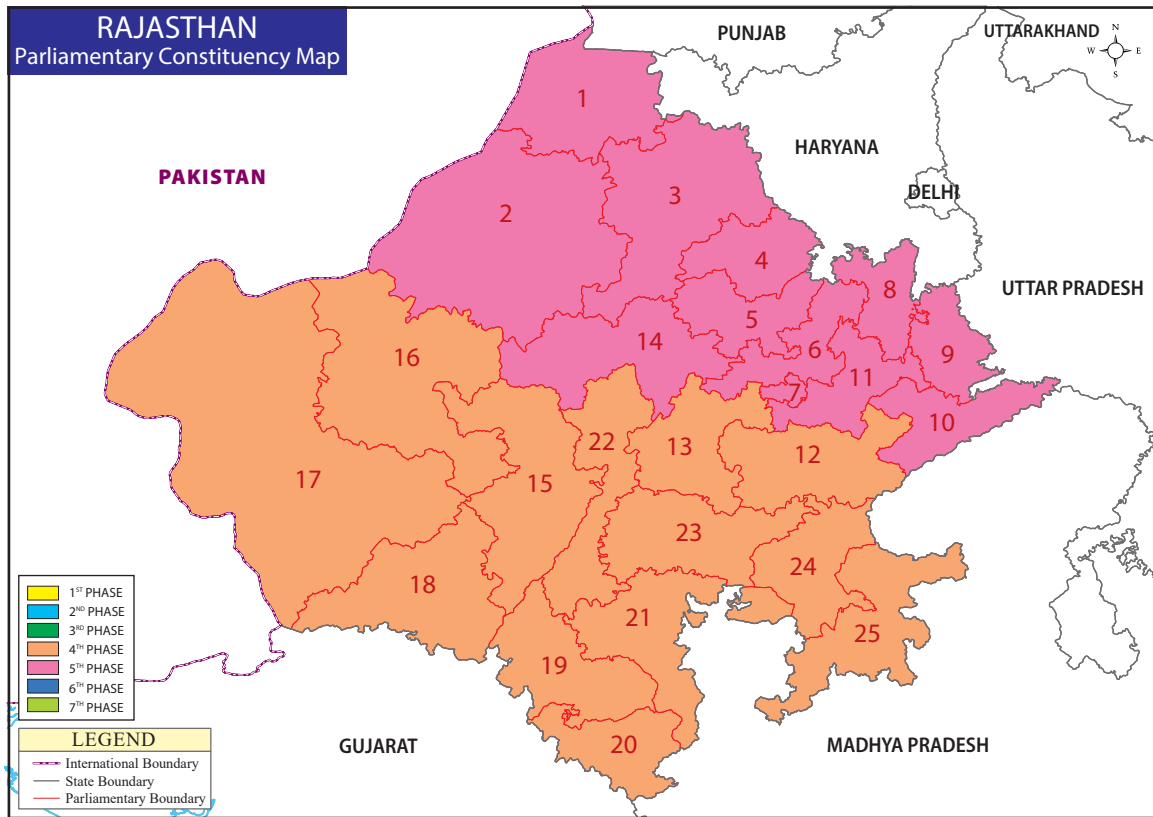 RAJASTHAN
Parliamentary Constituency Map
PUNJAB
UTTARAKHAND
N
W E
S
HARYANA
PAKISTAN
DELHI
UTTAR PRADESH
1
2
3
4
5
6
7
8
9
10
11
12
13
14
15
16
17
18
19
20
21
22
23
24
25
1ST PHASE
2ND PHASE
3RD PHASE
4TH PHASE
5TH PHASE
6TH PHASE
7TH PHASE
LEGEND
International Boundary
State Boundary
Parliamentary Boundary
GUJARAT
MADHYA PRADESH